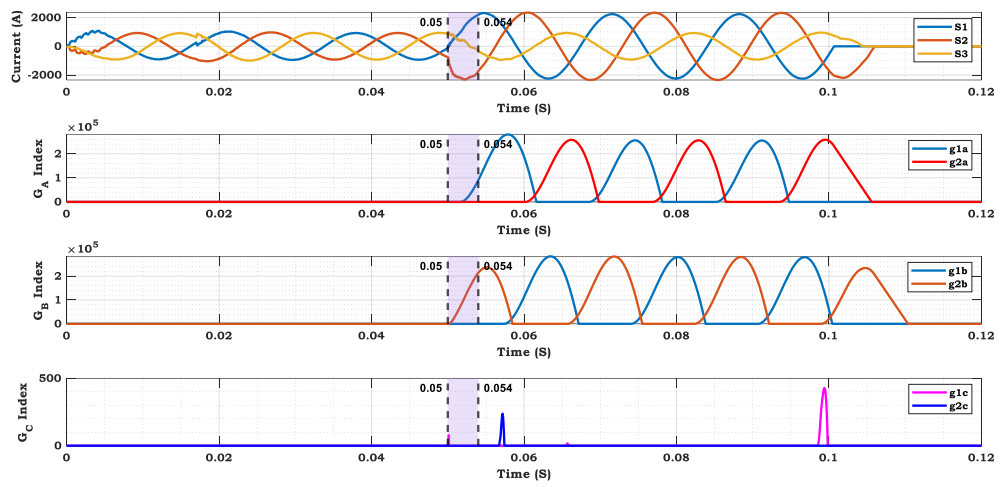 2000
0
-2000
Current (A)
0.05
0.054
S1
S2
S3
0
0.02
0.04
0.06
0.08
0.1
0.12
Time (S)
×10⁵
2
1
0
G_A Index
0.05
0.054
g1a
g2a
0
0.02
0.04
0.06
0.08
0.1
0.12
Time (S)
×10⁵
2
1
0
G_B Index
0.05
0.054
g1b
g2b
0
0.02
0.04
0.06
0.08
0.1
0.12
Time (S)
500
0
G_C Index
0.05
0.054
g1c
g2c
0
0.02
0.04
0.06
0.08
0.1
0.12
Time (S)